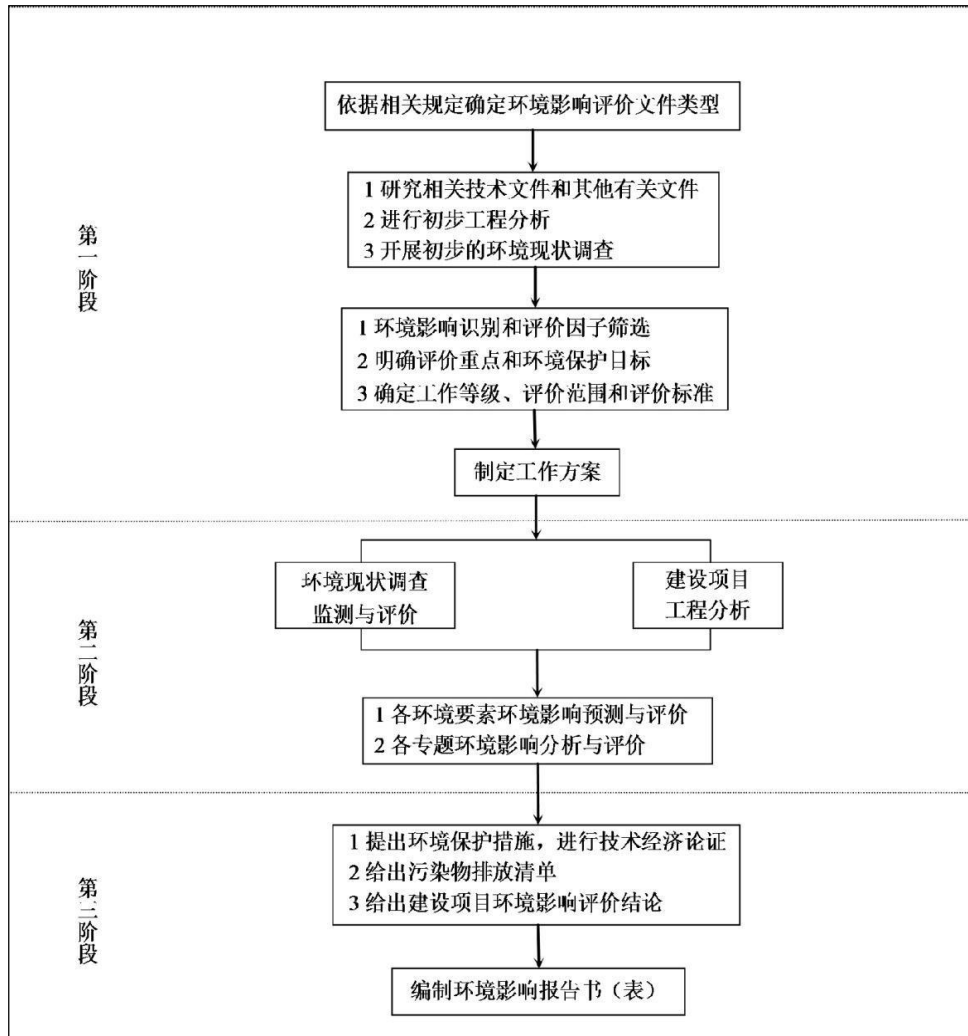 依据相关规定确定环境影响评价文件类型
1 研究相关技术文件和其他有关文件
2 进行初步工程分析
3 开展初步的环境现状调查
第一阶段
1 环境影响识别和评价因子筛选
2 明确评价重点和环境保护目标
3 确定工作等级、评价范围和评价标准
制定工作方案
第二阶段
环境现状调查
监测与评价
建设项目
工程分析
1 各环境要素环境影响预测与评价
2 各专题环境影响分析与评价
第三阶段
1 提出环境保护措施，进行技术经济论证
2 给出污染物排放清单
3 给出建设项目环境影响评价结论
编制环境影响报告书（表）